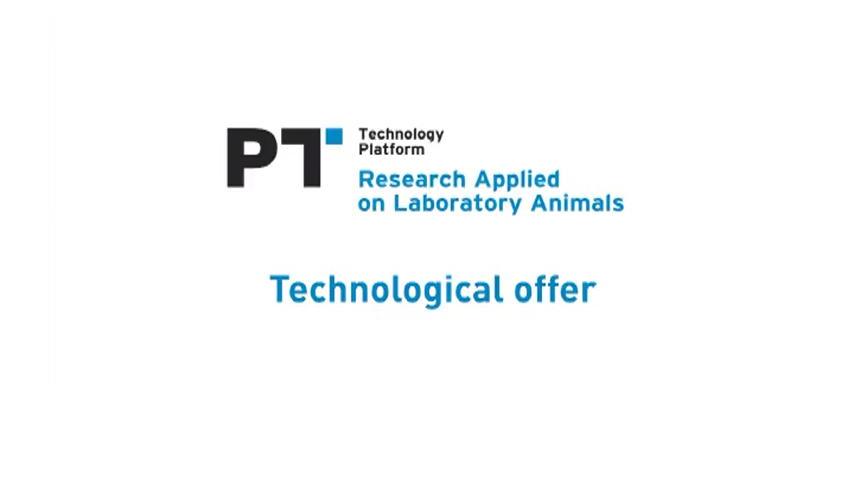 PT
Technology
Platform
Research Applied
on Laboratory Animals
Technological offer